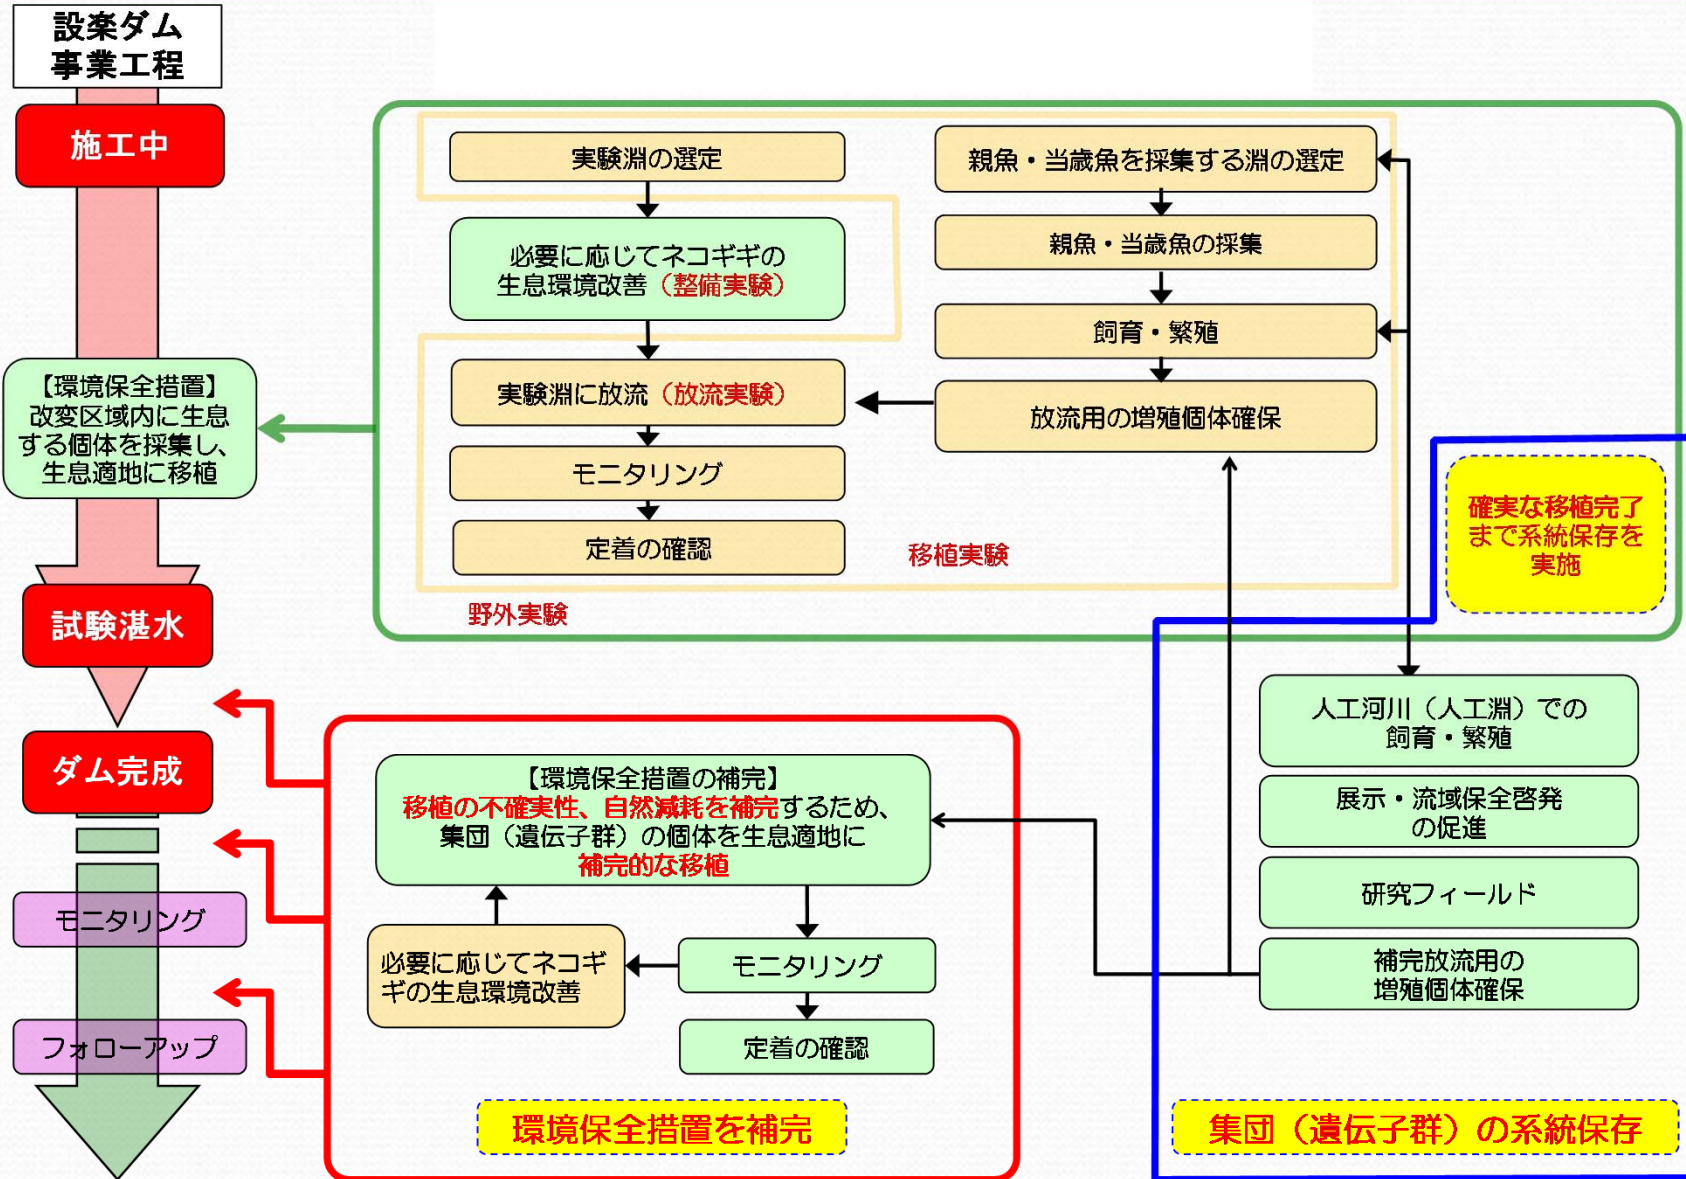 設楽ダム
事業工程
施工中
【環境保全措置】
改変区域内に生息
する個体を採集し、
生息適地に移植
試験湛水
ダム完成
モニタリング
フォローアップ
実験淵の選定
必要に応じてネコギギの
生息環境改善（整備実験）
実験淵に放流（放流実験）
モニタリング
定着の確認
親魚・当歳魚を採集する淵の選定
親魚・当歳魚の採集
飼育・繁殖
放流用の増殖個体確保
移植実験
野外実験
確実な移植完了
まで系統保存を
実施
人工河川（人工淵）での
飼育・繁殖
展示・流域保全啓発
の促進
研究フィールド
補完放流用の
増殖個体確保
集団（遺伝子群）の系統保存
【環境保全措置の補完】
移植の不確実性、自然減耗を補完するため、
集団（遺伝子群）の個体を生息適地に
補完的な移植
必要に応じてネコギ
ギの生息環境改善
モニタリング
定着の確認
環境保全措置を補完